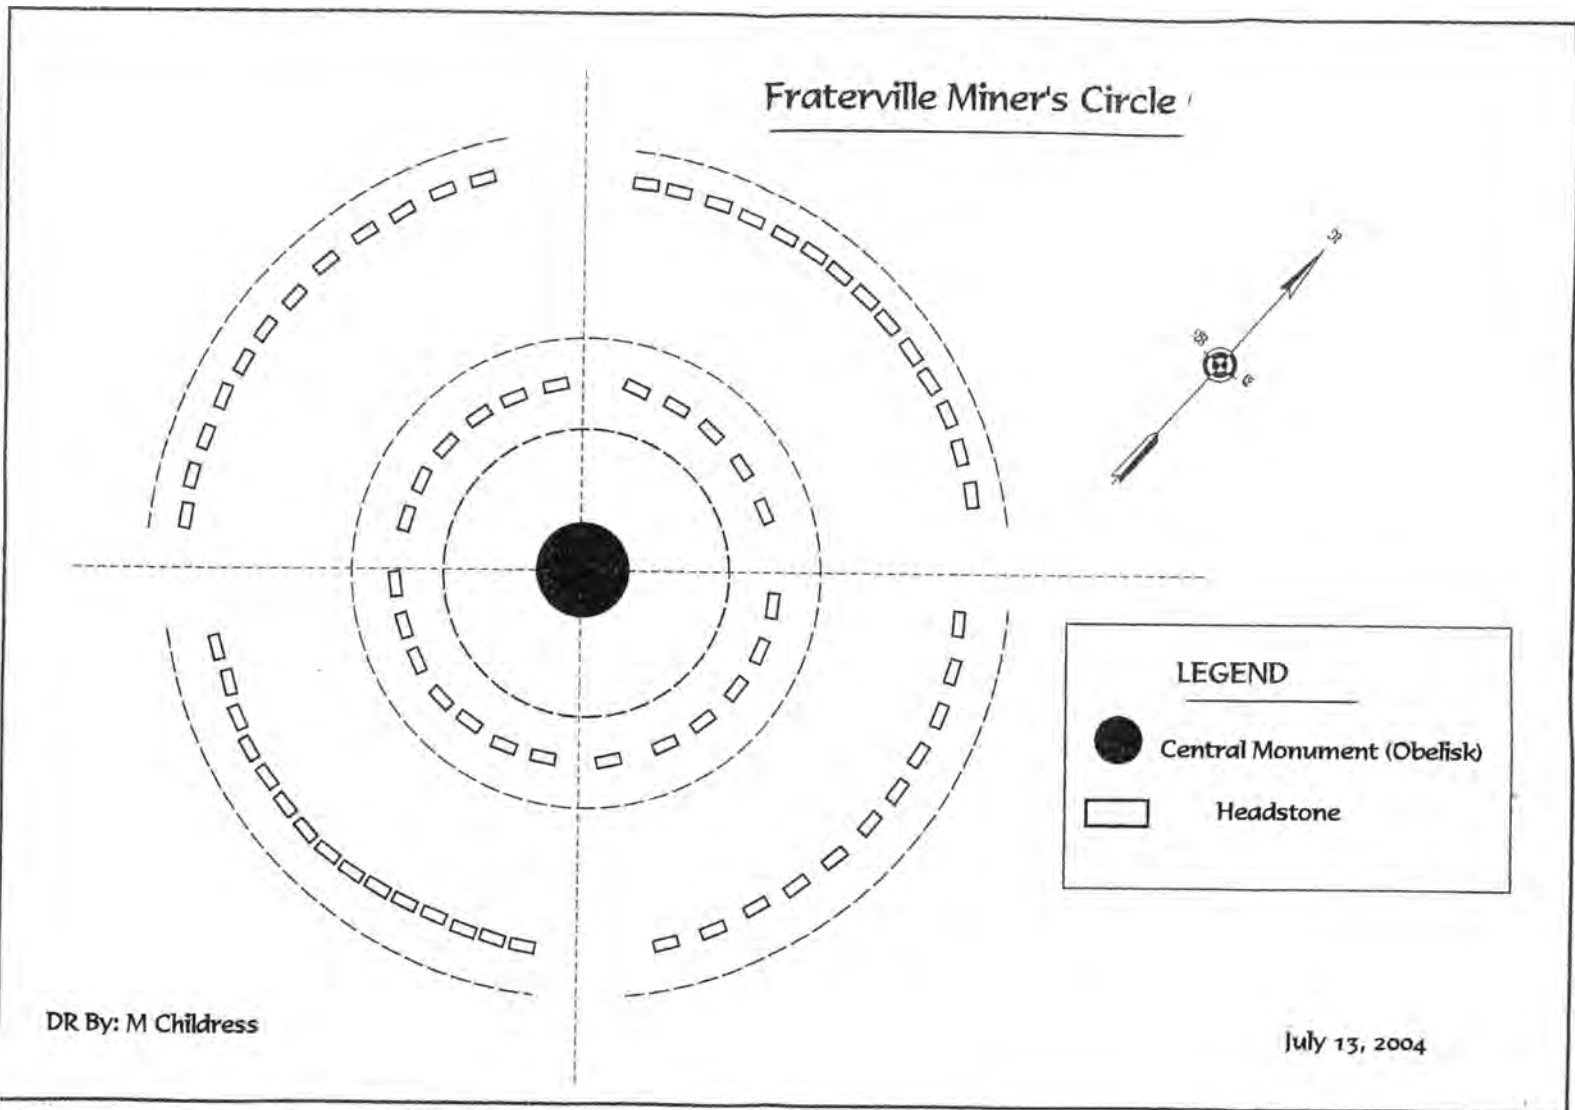 Fraterville Miner's Circle
LEGEND
Central Monument (Obelisk)
Headstone
DR By: M Childress
July 13, 2004